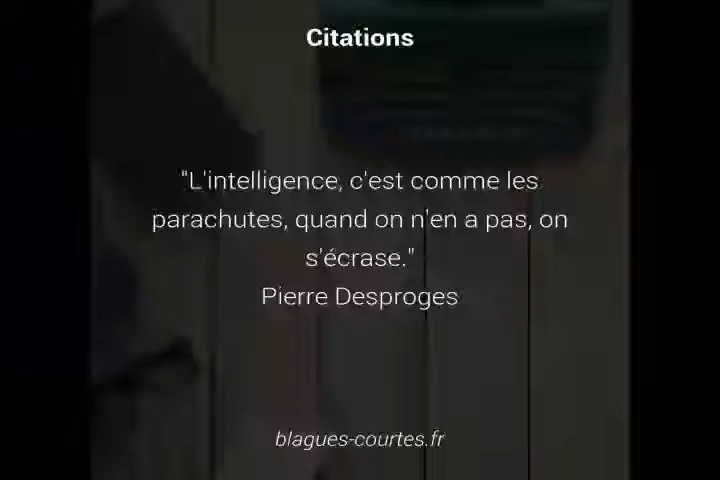 Citations
"L'intelligence, c'est comme les
parachutes, quand on n'en a pas, on
s'écrase."
Pierre Desproges
blagues-courtes.fr